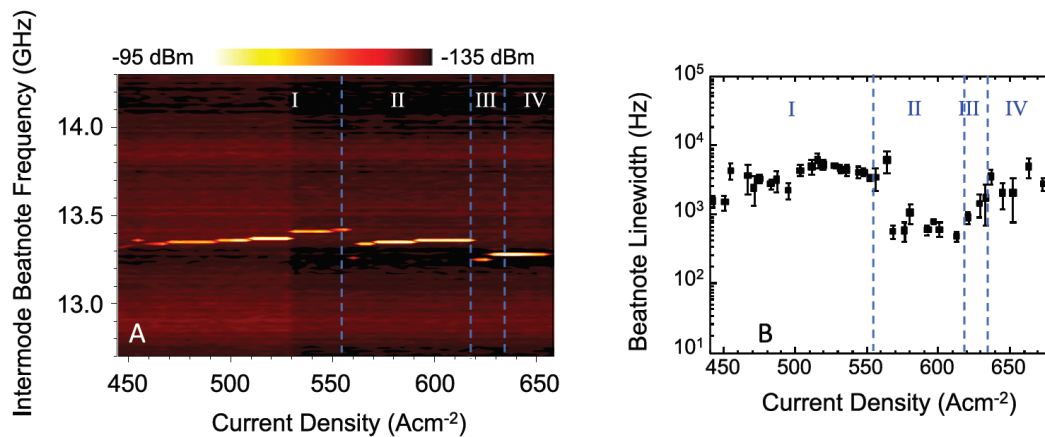 -95 dBm
-135 dBm
Intermode Beatnote Frequency (GHz)
14.0
13.5
13.0
I
II
III
IV
A
450
500
550
600
650
Current Density (Acm-2)
Beatnote Linewidth (Hz)
10⁵
10⁴
10³
10²
10¹
I
II
III
IV
B
450
500
550
600
650
Current Density (Acm-2)